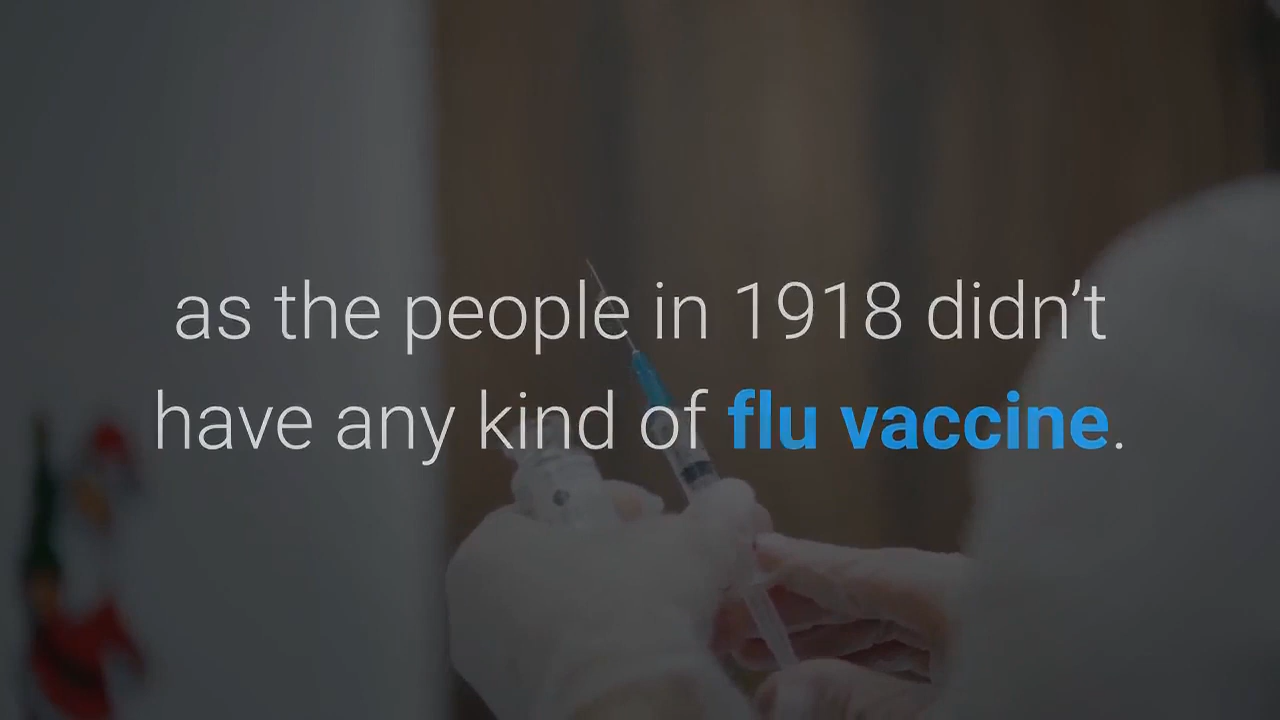 as the people in 1918 didn’t
have any kind of flu vaccine.